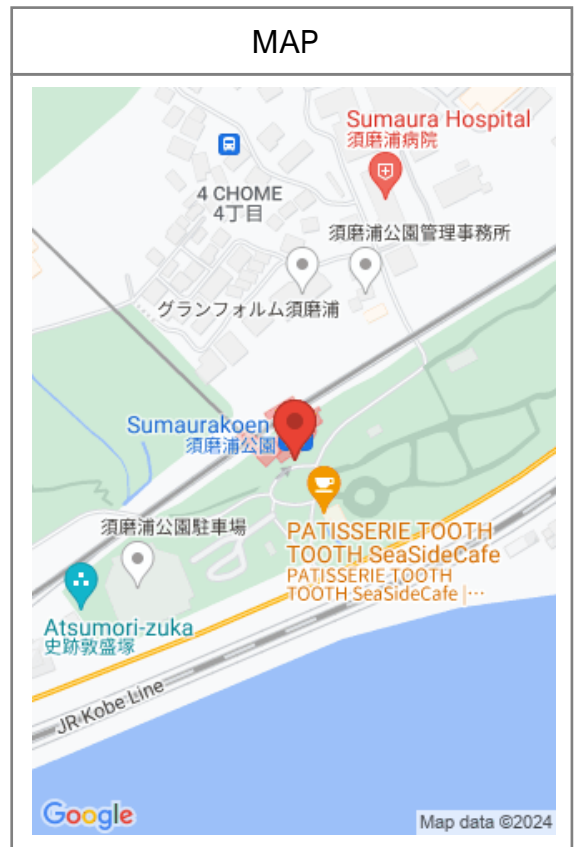 MAP
Sumaura Hospital
須磨浦病院
4 CHOME
4丁目
須磨浦公園管理事務所
グランフォルム須磨浦
Sumaurakoen
須磨浦公園
須磨浦公園駐車場
PATISSERIE TOOTH
TOOTH SeaSideCafe
PATISSERIE TOOTH
TOOTH SeaSideCafe |…
Atsumori-zuka
史跡敦盛塚
JR Kobe Line
Google
Map data ©2024